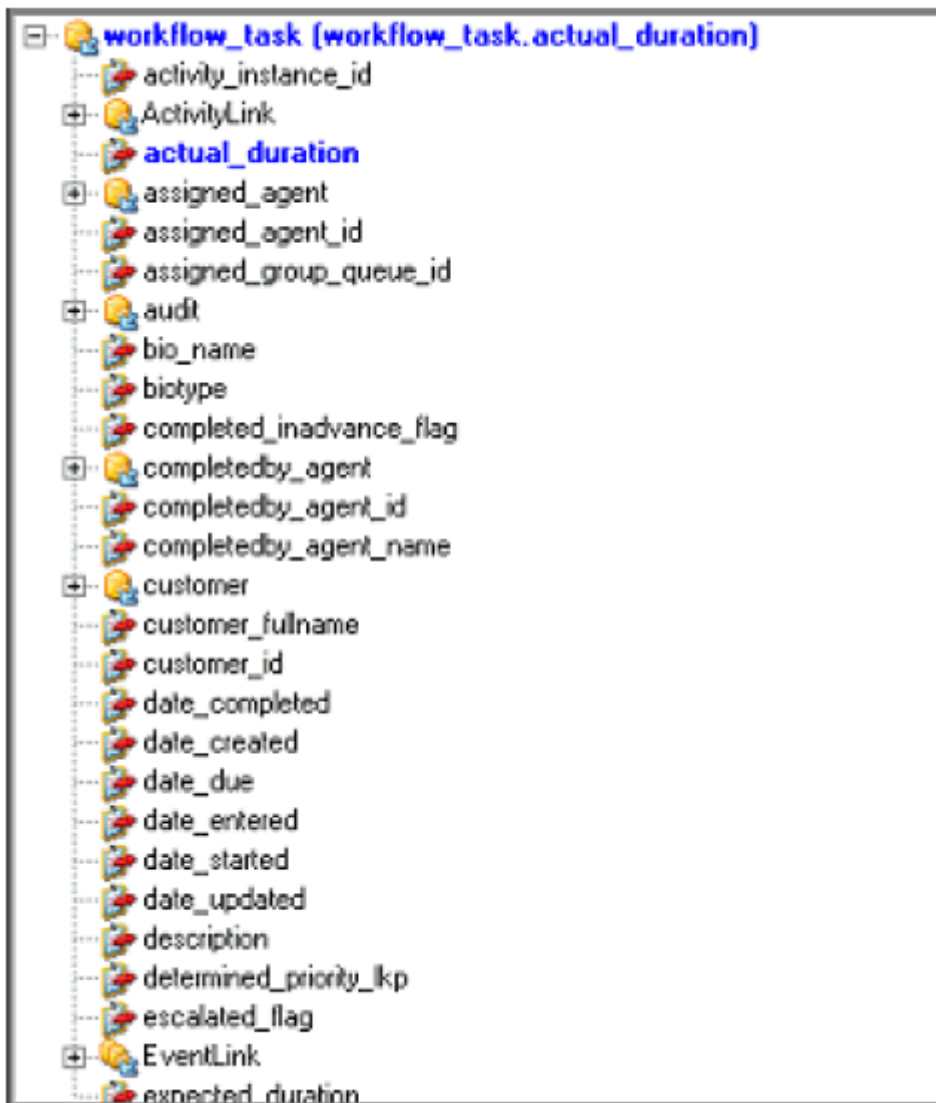 workflow_task (workflow_task.actual_duration)
activity_instance_id
ActivityLink
actual_duration
assigned_agent
assigned_agent_id
assigned_group_queue_id
audit
bio_name
biotype
completed_inadvance_flag
completedby_agent
completedby_agent_id
completedby_agent_name
customer
customer_fullname
customer_id
date_completed
date_created
date_due
date_entered
date_started
date_updated
description
determined_priority_lkp
escalated_flag
EventLink
expected_duration